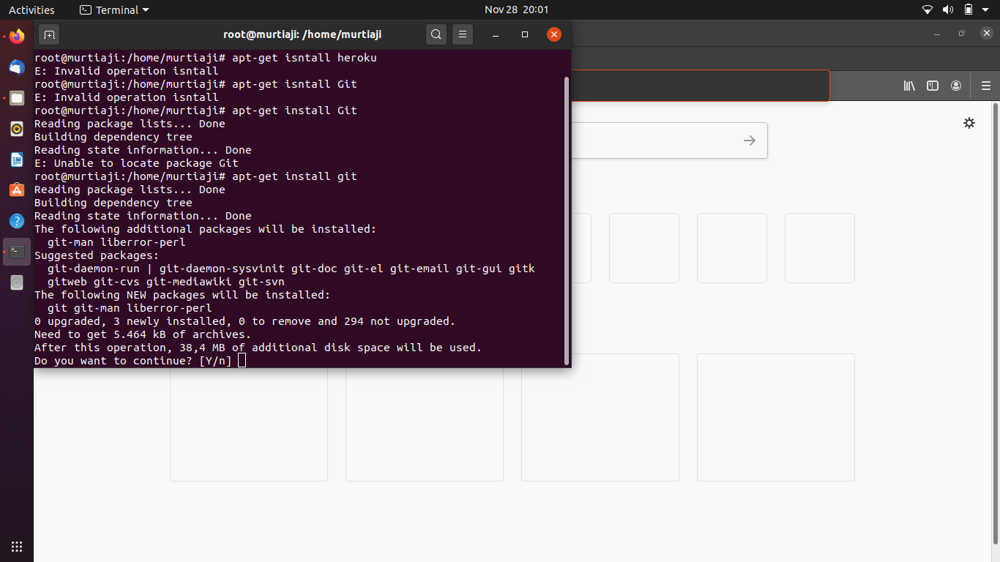 Activities
Terminal
Nov 28 20:01
root@murtiaji: /home/murtiaji
root@murtiaji:/home/murtiaji# apt-get isntall heroku
E: Invalid operation isntall
root@murtiaji:/home/murtiaji# apt-get isntall Git
E: Invalid operation isntall
root@murtiaji:/home/murtiaji# apt-get install Git
Reading package lists... Done
Building dependency tree
Reading state information... Done
E: Unable to locate package Git
root@murtiaji:/home/murtiaji# apt-get install git
Reading package lists... Done
Building dependency tree
Reading state information... Done
The following additional packages will be installed:
git-man liberror-perl
Suggested packages:
git-daemon-run | git-daemon-sysvinit git-doc git-el git-email git-gui gitk
gitweb git-cvs git-mediawiki git-svn
The following NEW packages will be installed:
git git-man liberror-perl
0 upgraded, 3 newly installed, 0 to remove and 294 not upgraded.
Need to get 5.464 kB of archives.
After this operation, 38,4 MB of additional disk space will be used.
Do you want to continue? [Y/n]